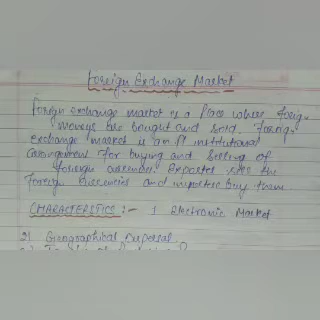 Foreign Exchange Market
Foreign exchange market is a place where foreign
moneys are bought and sold. Foreign
exchange market is an institutional
arrangement for buying and selling of
foreign currencies. Exporter sell the
foreign currencies and importers buy them
CHARACTERSTICS :- 1 Electronic Market
2) Geographical Dispersal.